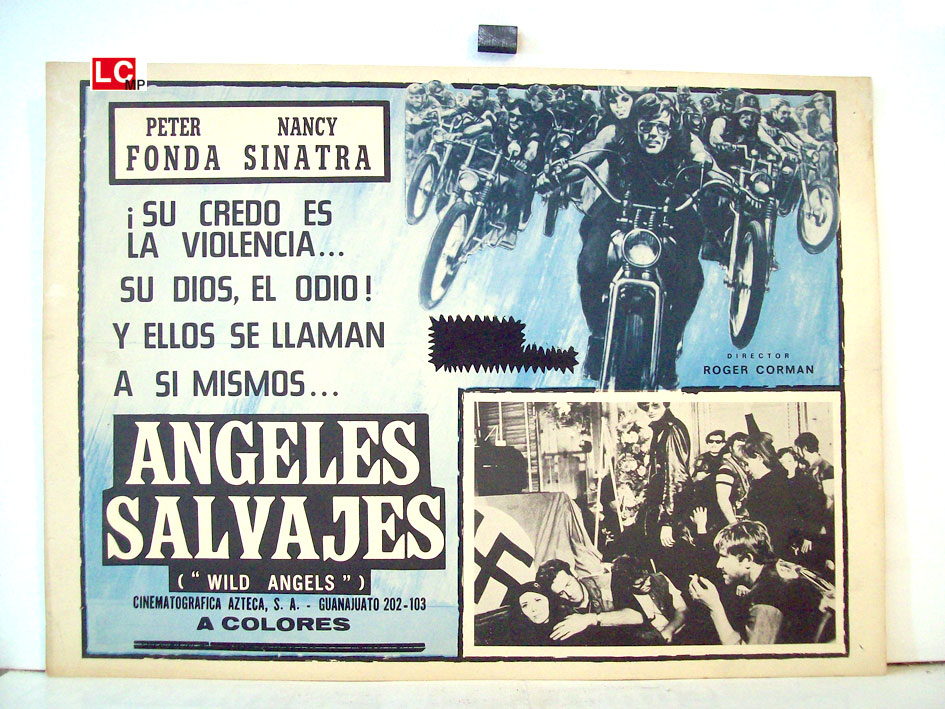 LC
MP
PETER NANCY
FONDA SINATRA
¡SU CREDO ES
LA VIOLENCIA...
SU DIOS, EL ODIO!
Y ELLOS SE LLAMAN
A SI MISMOS...
ANGELES
SALVAJES
("WILD ANGELS")
CINEMATOGRAFICA AZTECA, S. A. - GUANAJUATO 202-103
A COLORES
DIRECTOR
ROGER CORMAN